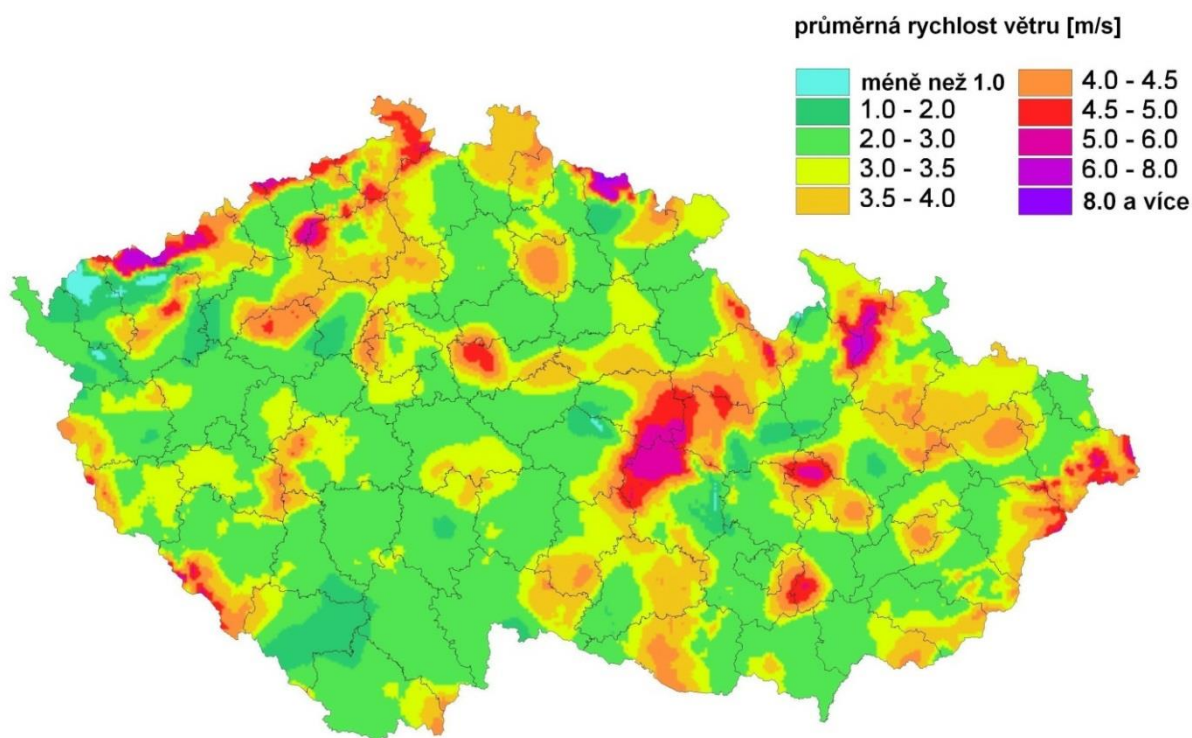 průměrná rychlost větru [m/s]
méně než 1.0
1.0 - 2.0
2.0 - 3.0
3.0 - 3.5
3.5 - 4.0
4.0 - 4.5
4.5 - 5.0
5.0 - 6.0
6.0 - 8.0
8.0 a více